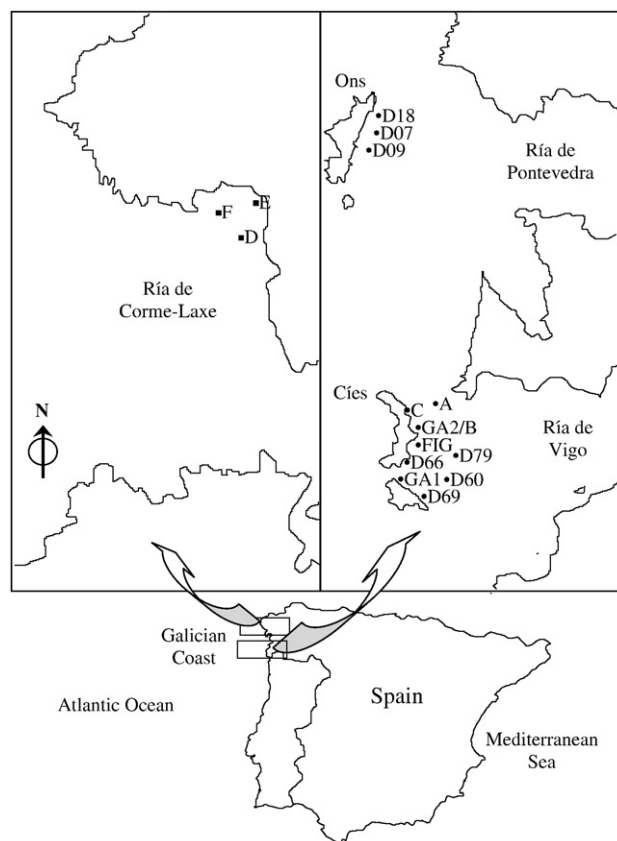 Ons
D18
D07
D09
Ría de
Pontevedra
E
F
D
Ría de
Corme-Laxe
N
Cíes
A
C
GA2/B
FIG
D79
D66
GA1
D60
D69
Ría de
Vigo
Galician
Coast
Atlantic Ocean
Spain
Mediterranean
Sea